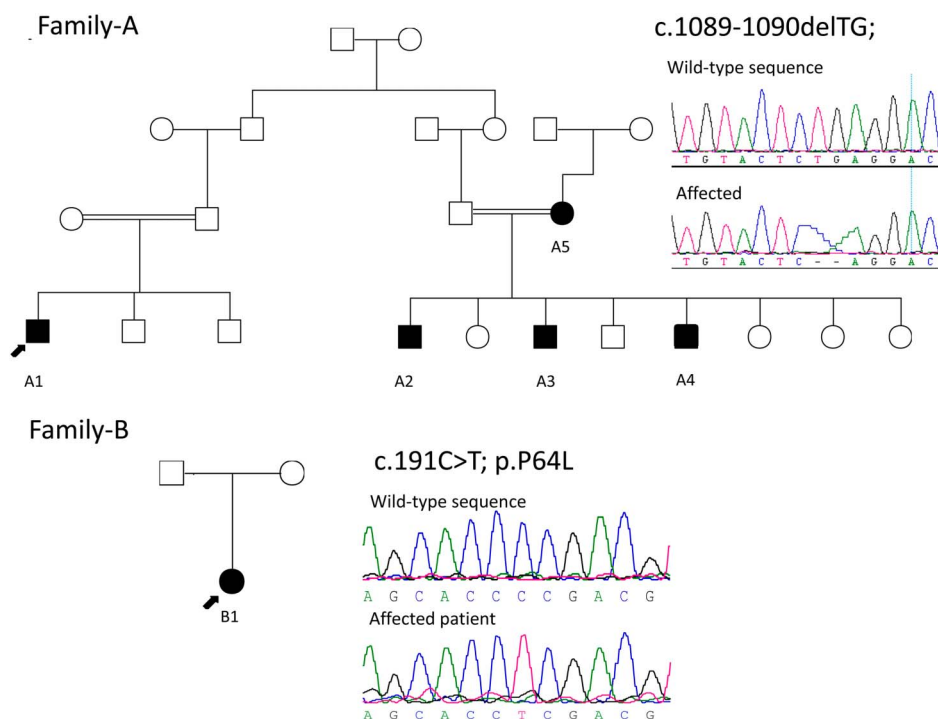 Family-A
c.1089-1090delTG;
Wild-type sequence
T G T A C T C T G A G G A C
Affected
T G T A C T C - - A G G A C
A5
A1
A2
A3
A4
Family-B
c.191C>T; p.P64L
Wild-type sequence
A G C A C C C C G A C G
Affected patient
A G C A C C T C G A C G
B1